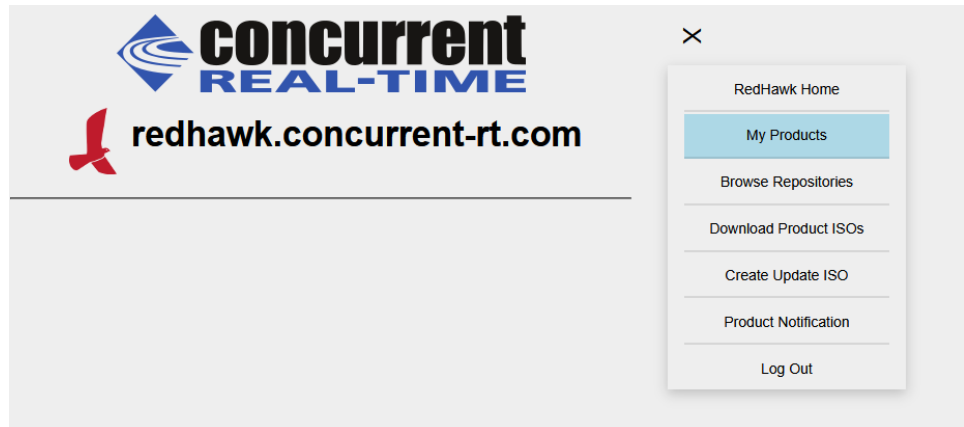 concurrent
REAL-TIME
redhawk.concurrent-rt.com
RedHawk Home
My Products
Browse Repositories
Download Product ISOs
Create Update ISO
Product Notification
Log Out